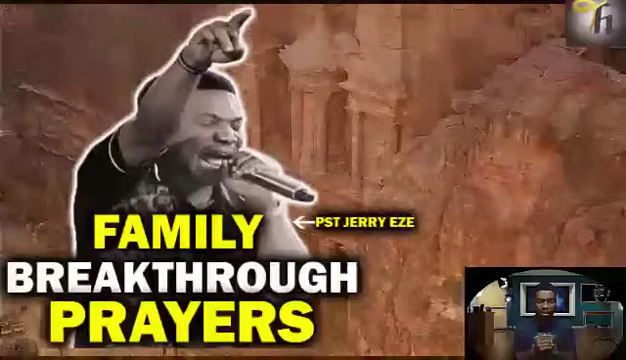 h
PST JERRY EZE
FAMILY
BREAKTHROUGH
PRAYERS